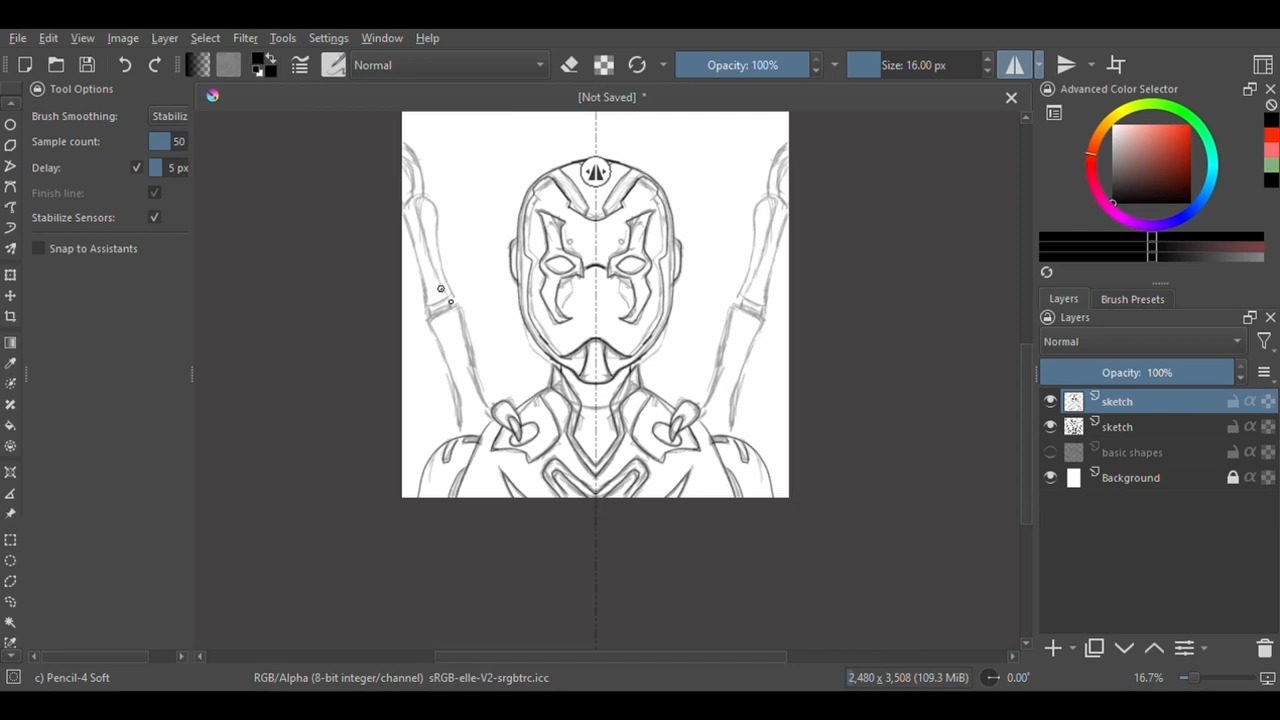 File Edit View Image Layer Select Filter Tools Settings Window Help
Normal
Opacity: 100%
Size: 16.00 px
Tool Options
[Not Saved] *
Advanced Color Selector
Brush Smoothing: Stabiliz
Sample count: 50
Delay: 5 px
Finish line:
Stabilize Sensors:
Snap to Assistants
Layers Brush Presets
Layers
Normal
Opacity: 100%
sketch
sketch
basic shapes
Background
c) Pencil-4 Soft
RGB/Alpha (8-bit integer/channel) sRGB-elle-V2-srgbtrc.icc
2,480 x 3,508 (109.3 MiB)
0.00°
16.7%